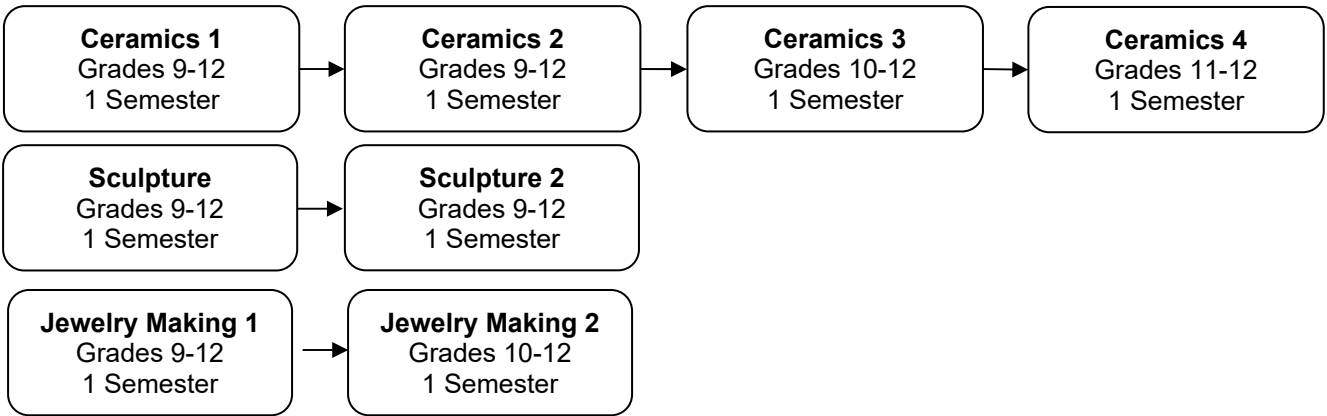 Ceramics 1
Grades 9-12
1 Semester
Ceramics 2
Grades 9-12
1 Semester
Ceramics 3
Grades 10-12
1 Semester
Ceramics 4
Grades 11-12
1 Semester
Sculpture
Grades 9-12
1 Semester
Sculpture 2
Grades 9-12
1 Semester
Jewelry Making 1
Grades 9-12
1 Semester
Jewelry Making 2
Grades 10-12
1 Semester